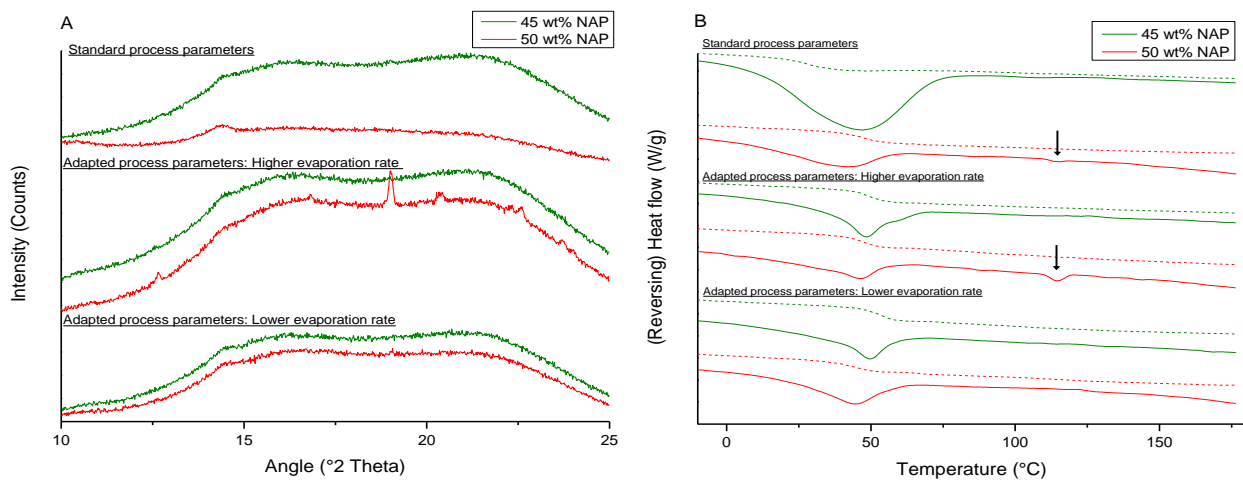 A
45 wt% NAP
50 wt% NAP
Standard process parameters
Adapted process parameters: Higher evaporation rate
Adapted process parameters: Lower evaporation rate
Intensity (Counts)
10
15
20
25
Angle (°2 Theta)
B
45 wt% NAP
50 wt% NAP
Standard process parameters
Adapted process parameters: Higher evaporation rate
Adapted process parameters: Lower evaporation rate
(Reversing) Heat flow (W/g)
0
50
100
150
Temperature (°C)